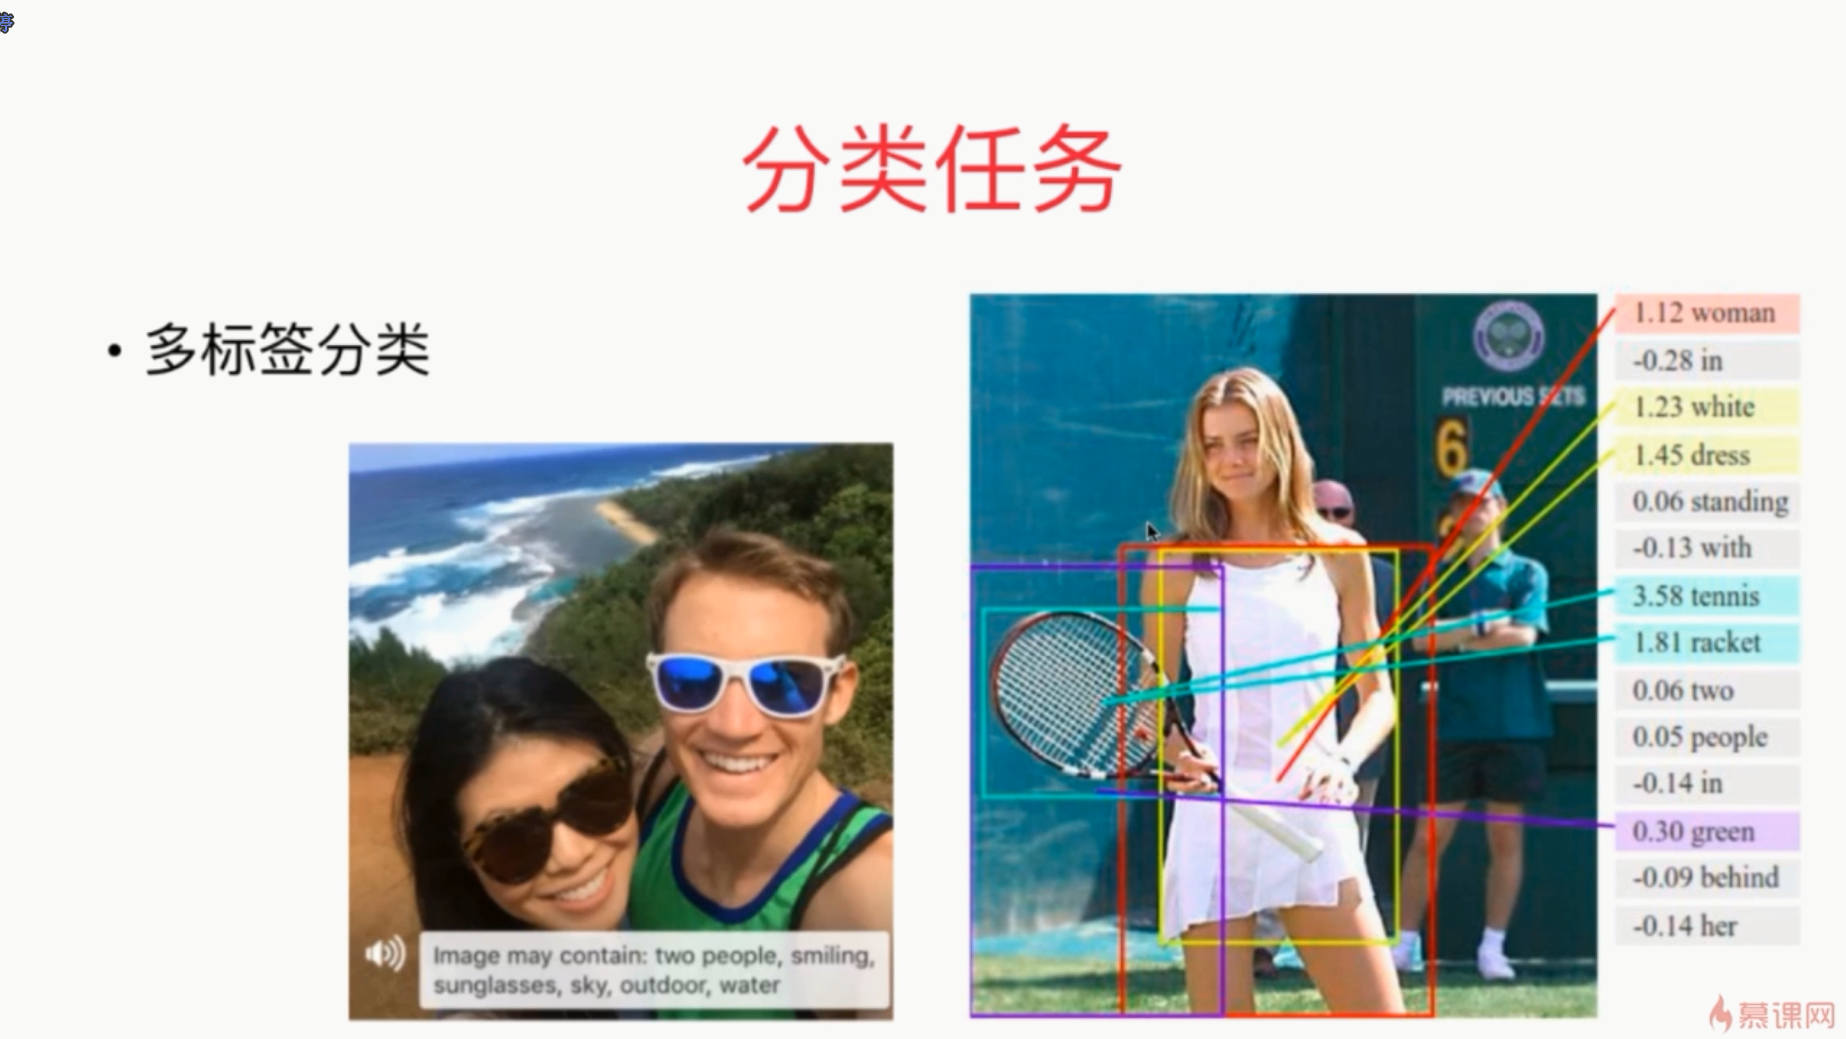 亭
分类任务
• 多标签分类
Image may contain: two people, smiling,
sunglasses, sky, outdoor, water
PREVIOUS SETS
6
1.12 woman
-0.28 in
1.23 white
1.45 dress
0.06 standing
-0.13 with
3.58 tennis
1.81 racket
0.06 two
0.05 people
-0.14 in
0.30 green
-0.09 behind
-0.14 her
慕课网